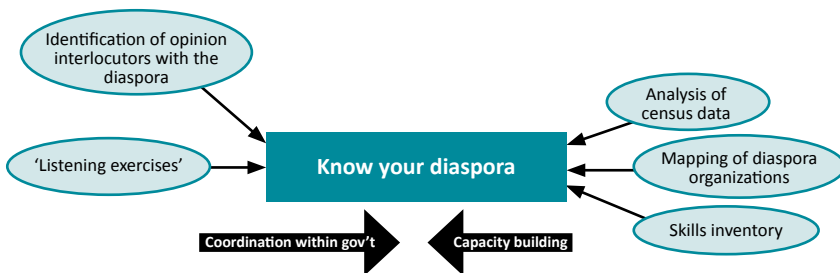 Identification of opinion
interlocutors with the
diaspora
'Listening exercises'
Know your diaspora
Analysis of
census data
Mapping of diaspora
organizations
Skills inventory
Coordination within gov't
Capacity building